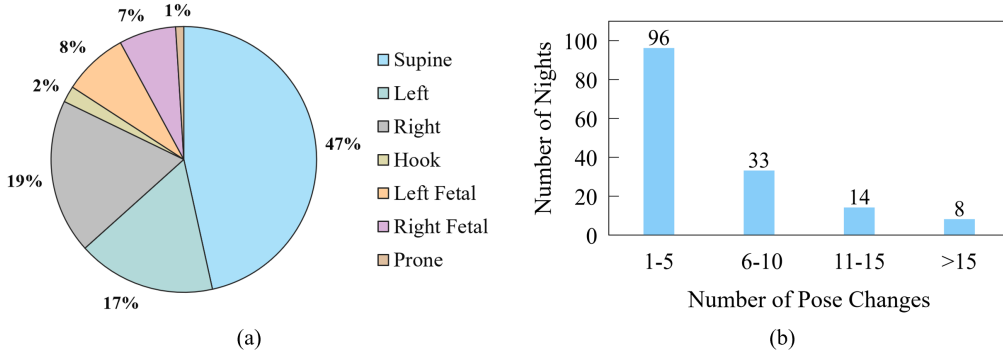 1%
7%
8%
2%
19%
17%
47%
Supine
Left
Right
Hook
Left Fetal
Right Fetal
Prone
(a)
Number of Nights
100
80
60
40
20
0
96
33
14
8
1-5 6-10 11-15 >15
Number of Pose Changes
(b)